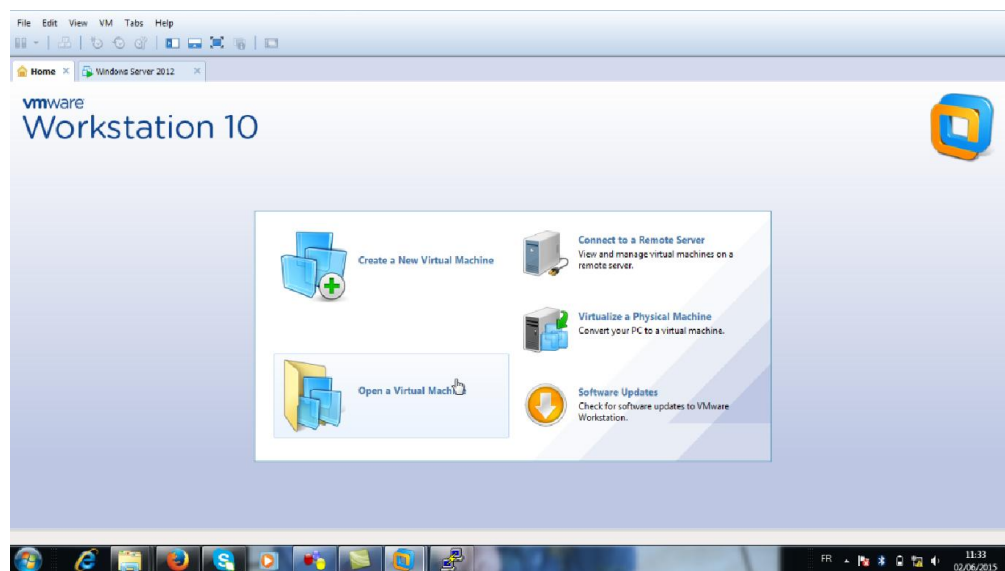 File Edit View VM Tabs Help
Home × Windows Server 2012 ×
vmware
Workstation 10
Create a New Virtual Machine
Connect to a Remote Server
View and manage virtual machines on a
remote server.
Virtualize a Physical Machine
Convert your PC to a virtual machine.
Open a Virtual Machine
Software Updates
Check for software updates to VMware
Workstation.
FR
11:33
02/06/2015